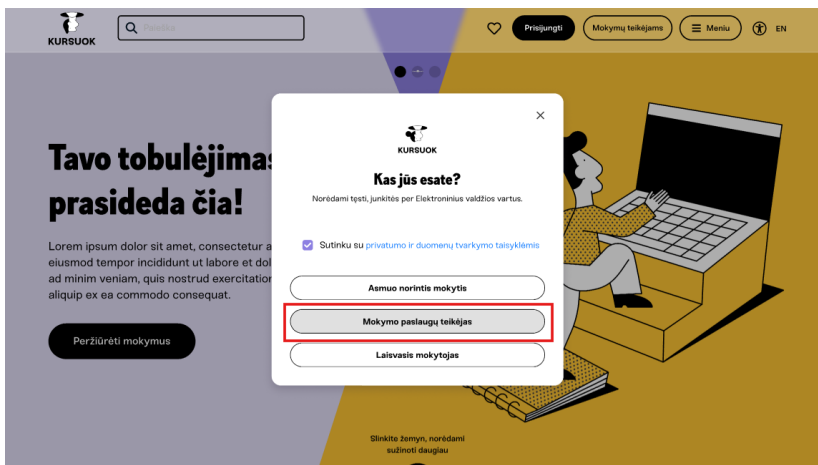 KURSUOK
Paieška
Prisijungti
Mokymų teikėjams
Meniu
EN
Tavo tobulėjimas
prasideda čia!
Lorem ipsum dolor sit amet, consectetur a
eiusmod tempor incididunt ut labore et dol
ad minim veniam, quis nostrud exercitation
aliquip ex ea commodo consequat.
Peržiūrėti mokymus
KURSUOK
Kas jūs esate?
Norėdami tęsti, junkitės per Elektroninius valdžios vartus.
Sutinku su privatumo ir duomenų tvarkymo taisyklėmis
Asmuo norintis mokytis
Mokymo paslaugų teikėjas
Laisvasis mokytojas
Slinkite žemyn, norėdami
sužinoti daugiau